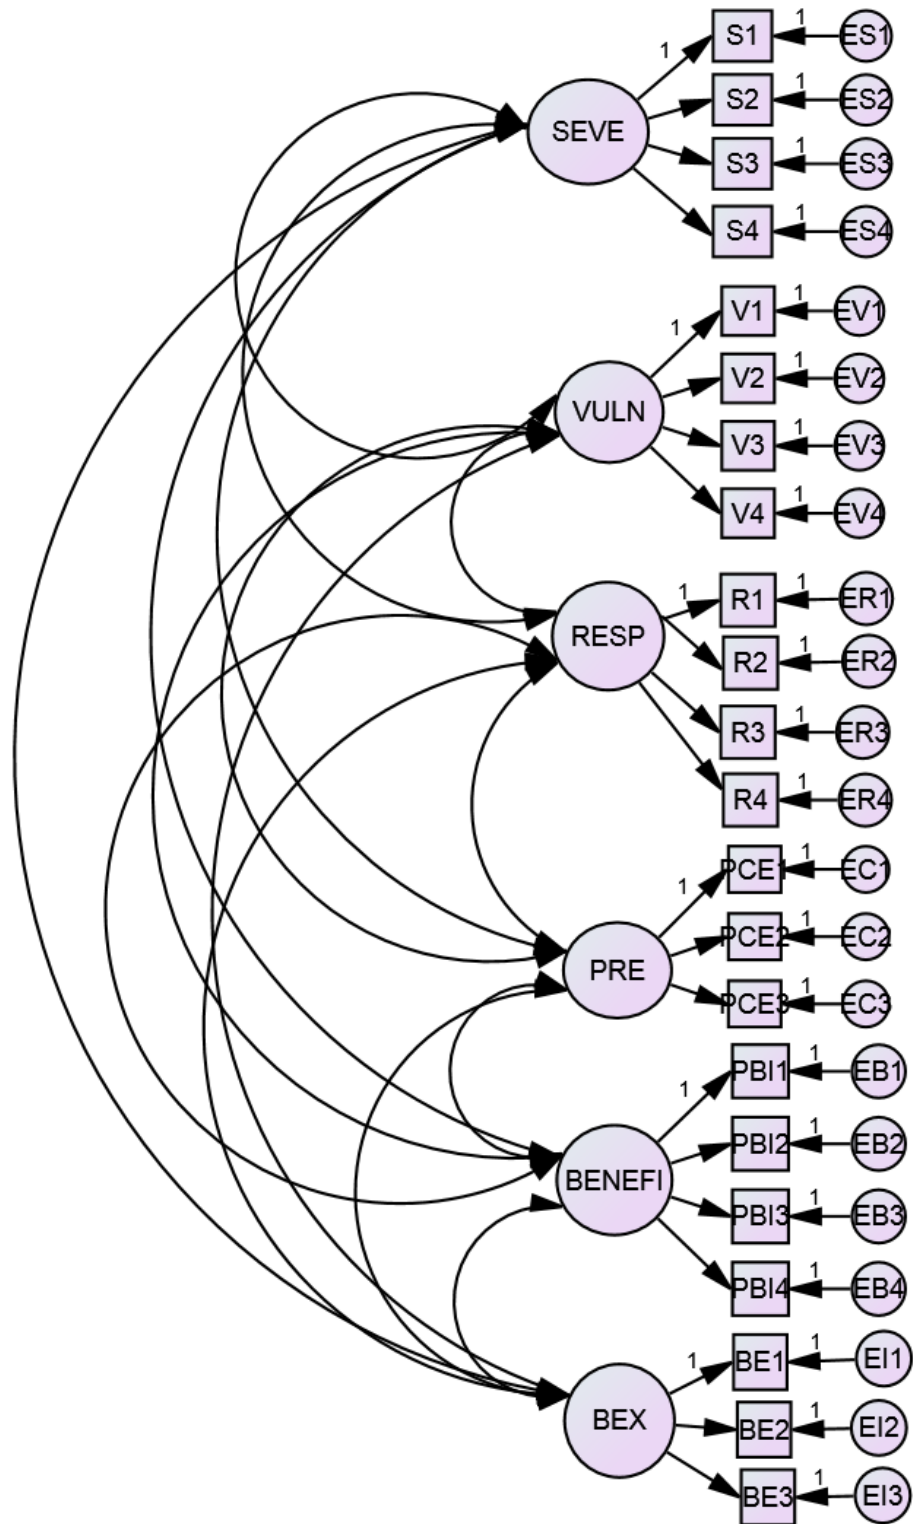 S1 1 ES1
1
SEVE
S2 1 ES2
S3 1 ES3
S4 1 ES4
V1 1 EV1
1
VULN
V2 1 EV2
V3 1 EV3
V4 1 EV4
1 R1 1 ER1
RESP
R2 1 ER2
R3 1 ER3
R4 1 ER4
PCE1 1 EC1
1
PCE2 1 EC2
PRE
PCE3 1 EC3
PBI1 1 EB1
1
PBI2 1 EB2
BENEFI
PBI3 1 EB3
PBI4 1 EB4
1 BE1 1 EI1
BEX
BE2 1 EI2
BE3 1 EI3